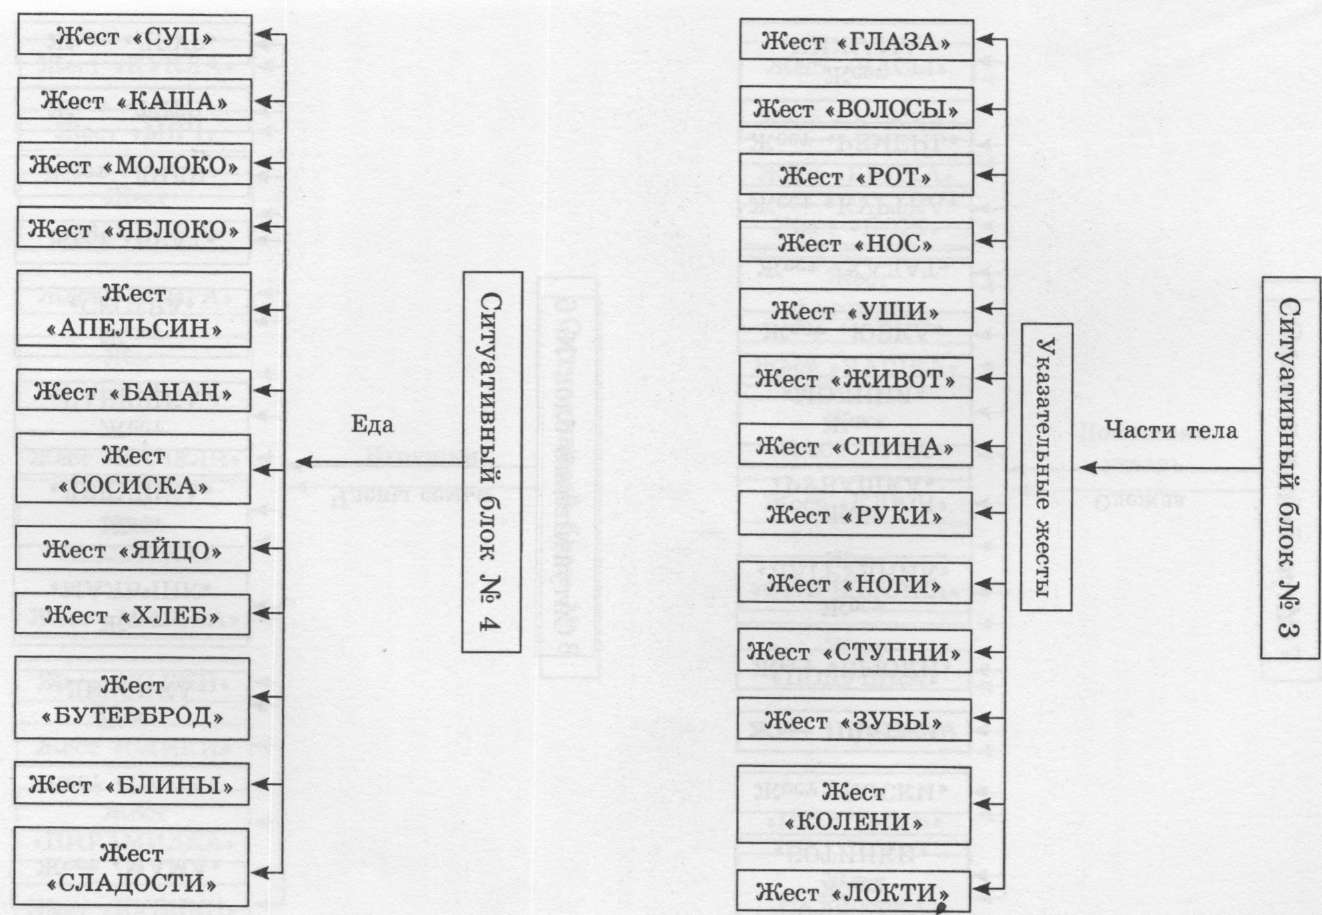 Жест «СУП»
Жест «КАША»
Жест «МОЛОКО»
Жест «ЯБЛОКО»
Жест
«АПЕЛЬСИН»
Жест «БАНАН»
Жест
«СОСИСКА»
Жест «ЯЙЦО»
Жест «ХЛЕБ»
Жест
«БУТЕРБРОД»
Жест «БЛИНЫ»
Жест
«СЛАДОСТИ»
Еда
Ситуативный блок № 4
Жест «ГЛАЗА»
Жест «ВОЛОСЫ»
Жест «РОТ»
Жест «НОС»
Жест «УШИ»
Жест «ЖИВОТ»
Жест «СПИНА»
Жест «РУКИ»
Жест «НОГИ»
Жест «СТУПНИ»
Жест «ЗУБЫ»
Жест
«КОЛЕНИ»
Жест «ЛОКТИ»
Указательные жесты
Части тела
Ситуативный блок № 3